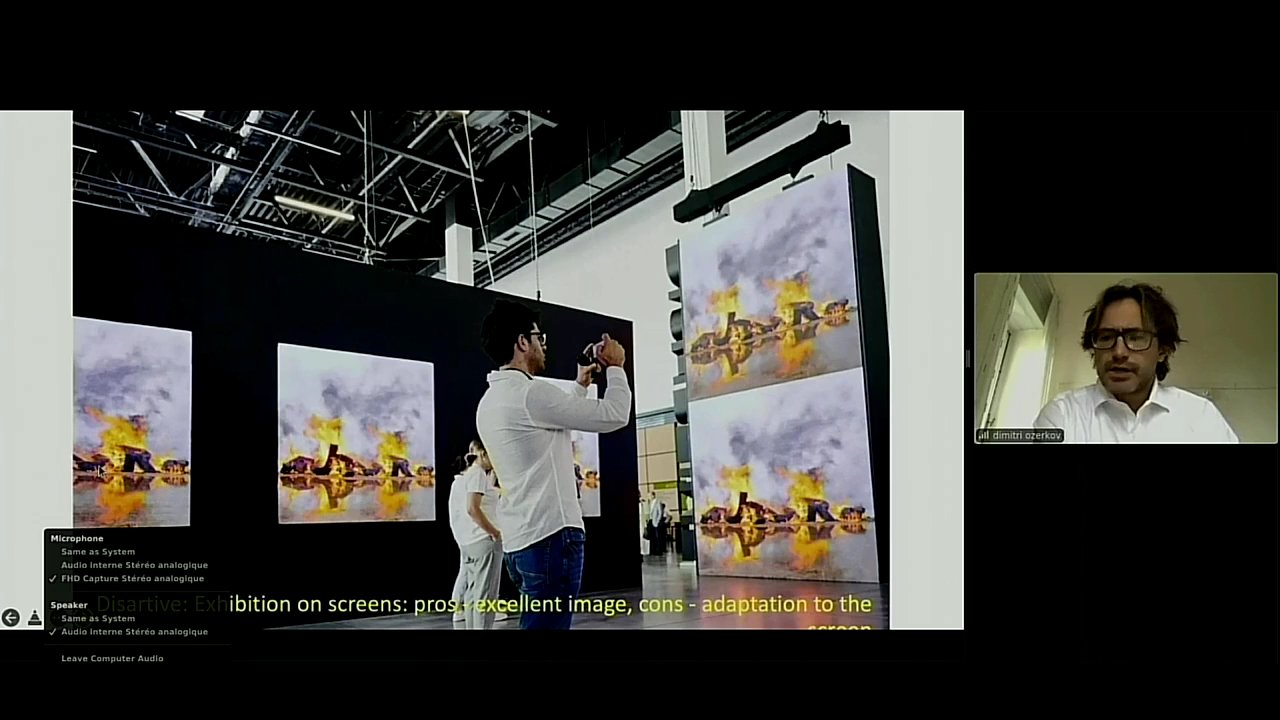 Microphone
Same as System
Audio Interne Stéréo analogique
✓ FHD Capture Stéréo analogique
Speaker
Same as System
✓ Audio Interne Stéréo analogique
Leave Computer Audio
Disartive: Exhibition on screens: pros - excellent image, cons - adaptation to the
screen
dimitri ozerkov